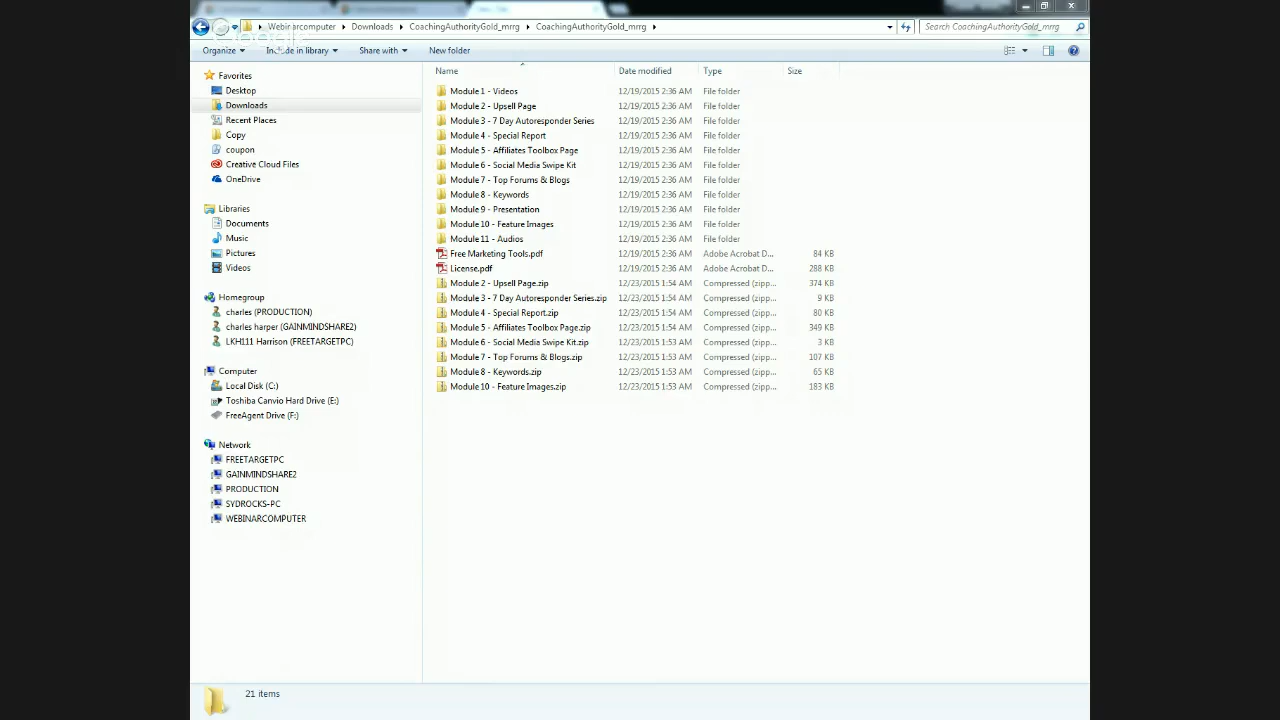 Webinarcomputer Downloads CoachingAuthorityGold_mrrg CoachingAuthorityGold_mrrg Search CoachingAuthorityGold_mrrg
Google
Organize Include in library Share with New folder
Name Date modified Type Size
Favorites
Desktop
Downloads
Recent Places
Copy
coupon
Creative Cloud Files
OneDrive
Libraries
Documents
Music
Pictures
Videos
Homegroup
charles (PRODUCTION)
charles harper (GAINMINDSHARE2)
LKH111 Harrison (FREETARGETPC)
Computer
Local Disk (C:)
Toshiba Canvio Hard Drive (E:)
FreeAgent Drive (F:)
Network
FREETARGETPC
GAINMINDSHARE2
PRODUCTION
SYDROCKS-PC
WEBINARCOMPUTER
Module 1 - Videos 12/19/2015 2:36 AM File folder
Module 2 - Upsell Page 12/19/2015 2:36 AM File folder
Module 3 - 7 Day Autoresponder Series 12/19/2015 2:36 AM File folder
Module 4 - Special Report 12/19/2015 2:36 AM File folder
Module 5 - Affiliates Toolbox Page 12/19/2015 2:36 AM File folder
Module 6 - Social Media Swipe Kit 12/19/2015 2:36 AM File folder
Module 7 - Top Forums & Blogs 12/19/2015 2:36 AM File folder
Module 8 - Keywords 12/19/2015 2:36 AM File folder
Module 9 - Presentation 12/19/2015 2:36 AM File folder
Module 10 - Feature Images 12/19/2015 2:36 AM File folder
Module 11 - Audios 12/19/2015 2:36 AM File folder
Free Marketing Tools.pdf 12/19/2015 2:36 AM Adobe Acrobat D... 84 KB
License.pdf 12/19/2015 2:36 AM Adobe Acrobat D... 288 KB
Module 2 - Upsell Page.zip 12/23/2015 1:54 AM Compressed (zipp... 374 KB
Module 3 - 7 Day Autoresponder Series.zip 12/23/2015 1:54 AM Compressed (zipp... 9 KB
Module 4 - Special Report.zip 12/23/2015 1:54 AM Compressed (zipp... 80 KB
Module 5 - Affiliates Toolbox Page.zip 12/23/2015 1:54 AM Compressed (zipp... 349 KB
Module 6 - Social Media Swipe Kit.zip 12/23/2015 1:53 AM Compressed (zipp... 3 KB
Module 7 - Top Forums & Blogs.zip 12/23/2015 1:53 AM Compressed (zipp... 107 KB
Module 8 - Keywords.zip 12/23/2015 1:53 AM Compressed (zipp... 65 KB
Module 10 - Feature Images.zip 12/23/2015 1:53 AM Compressed (zipp... 183 KB
21 items